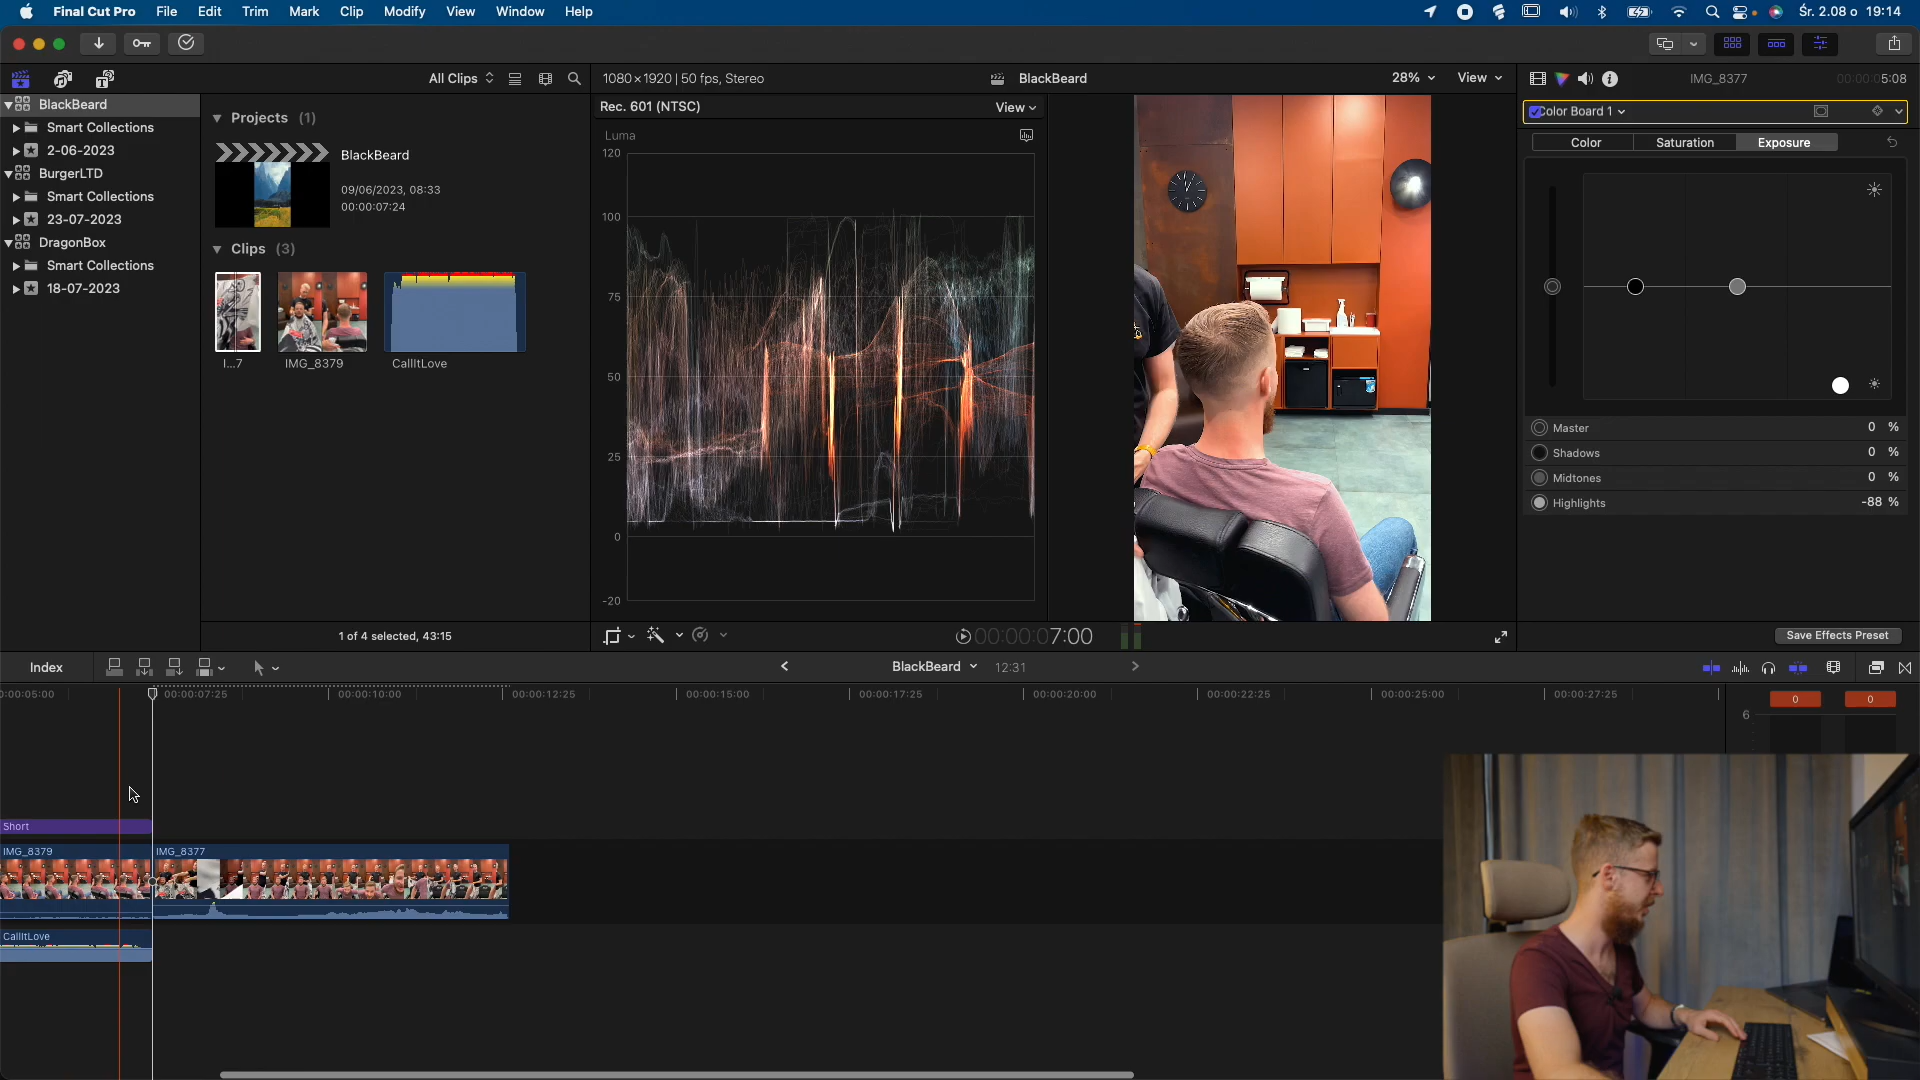 Final Cut Pro File Edit Trim Mark Clip Modify View Window Help
Śr. 2.08 o 19:14
All Clips
1080×1920 | 50 fps, Stereo
BlackBeard
28%
View
IMG_8377
00:00:05:08
BlackBeard
Smart Collections
2-06-2023
BurgerLTD
Smart Collections
23-07-2023
DragonBox
Smart Collections
18-07-2023
Projects (1)
BlackBeard
09/06/2023, 08:33
00:00:07:24
Clips (3)
I...7
IMG_8379
CallItLove
1 of 4 selected, 43:15
Rec. 601 (NTSC)
View
Luma
120
100
75
50
25
0
-20
00:00:07:00
Color Board 1
Color
Saturation
Exposure
Master 0 %
Shadows 0 %
Midtones 0 %
Highlights -88 %
Save Effects Preset
Index
BlackBeard
12:31
0:00:05:00
00:00:07:25
00:00:10:00
00:00:12:25
00:00:15:00
00:00:17:25
00:00:20:00
00:00:22:25
00:00:25:00
00:00:27:25
0
0
6
Short
IMG_8379
IMG_8377
CallItLove